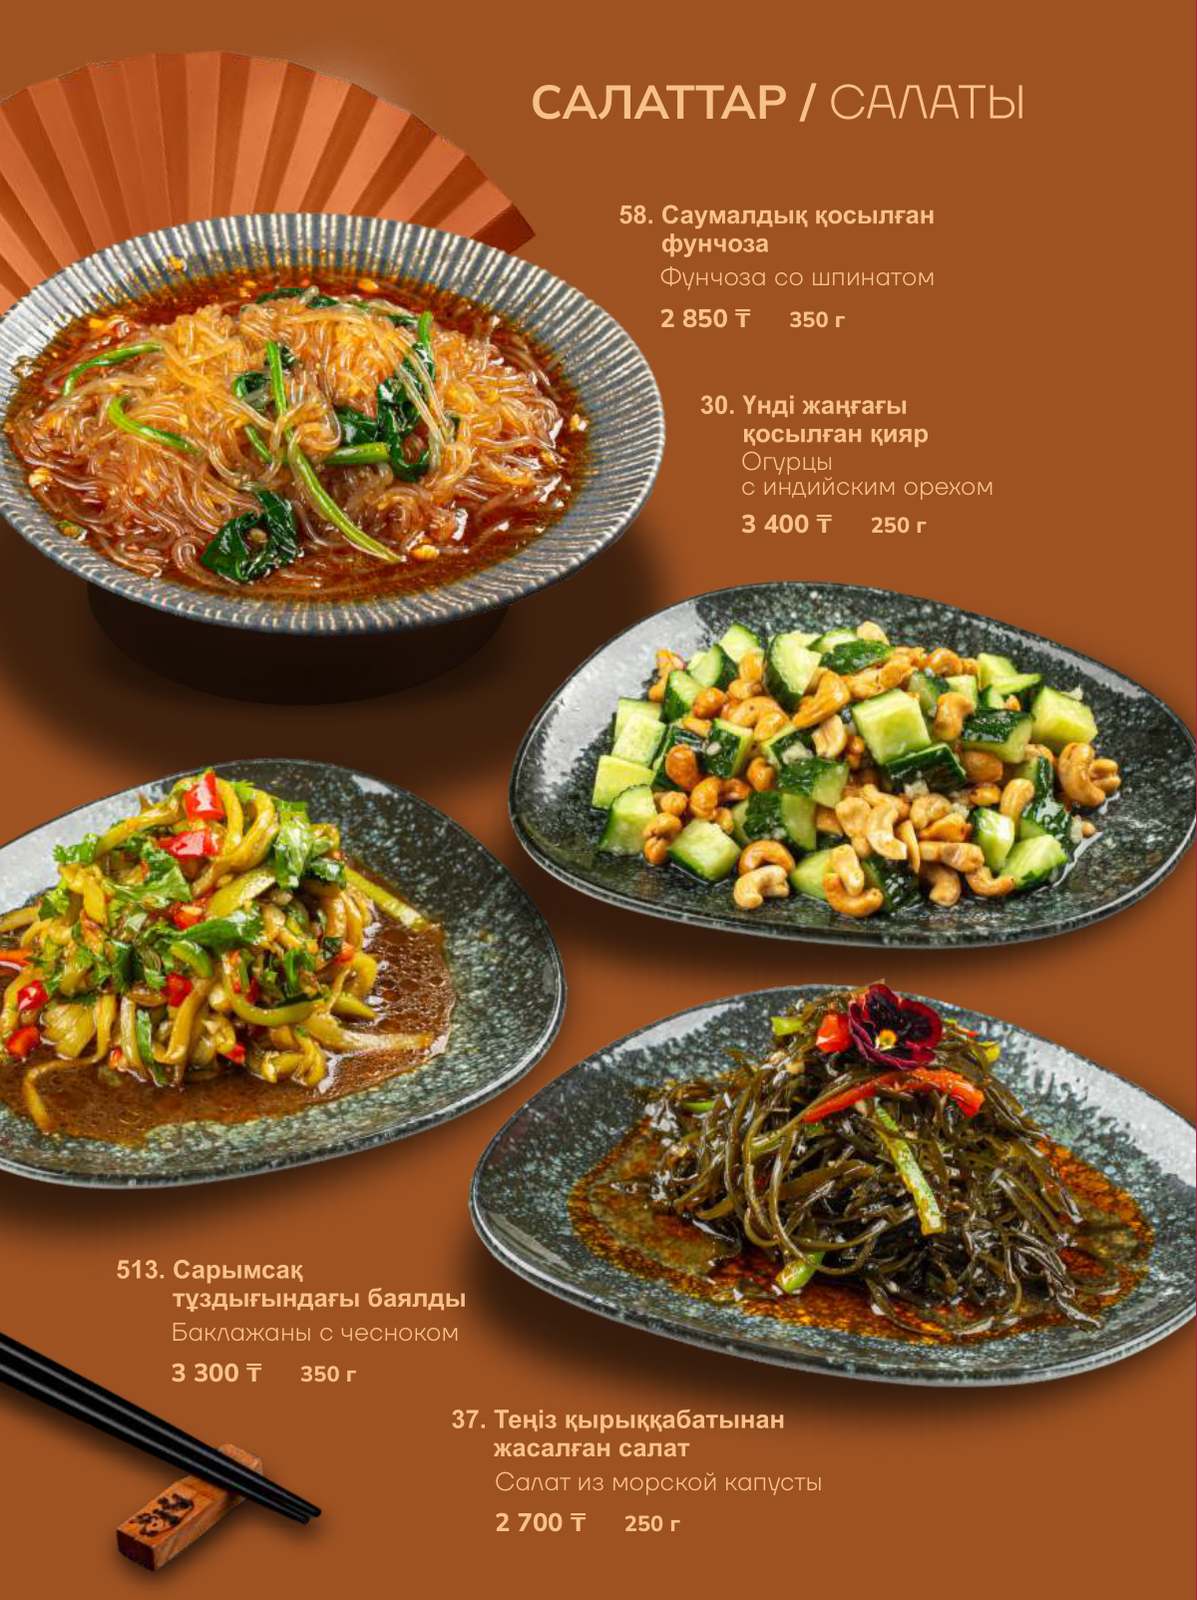 САЛАТТАР / САЛАТЫ
58. Саумалдық қосылған
фунчоза
Фунчоза со шпинатом
2 850 ₸ 350 г
30. Үнді жаңғағы
қосылған қияр
Огурцы
с индийским орехом
3 400 ₸ 250 г
513. Сарымсақ
тұздығындағы баялды
Баклажаны с чесноком
3 300 ₸ 350 г
37. Теңіз қырыққабатынан
жасалған салат
Салат из морской капусты
2 700 ₸ 250 г